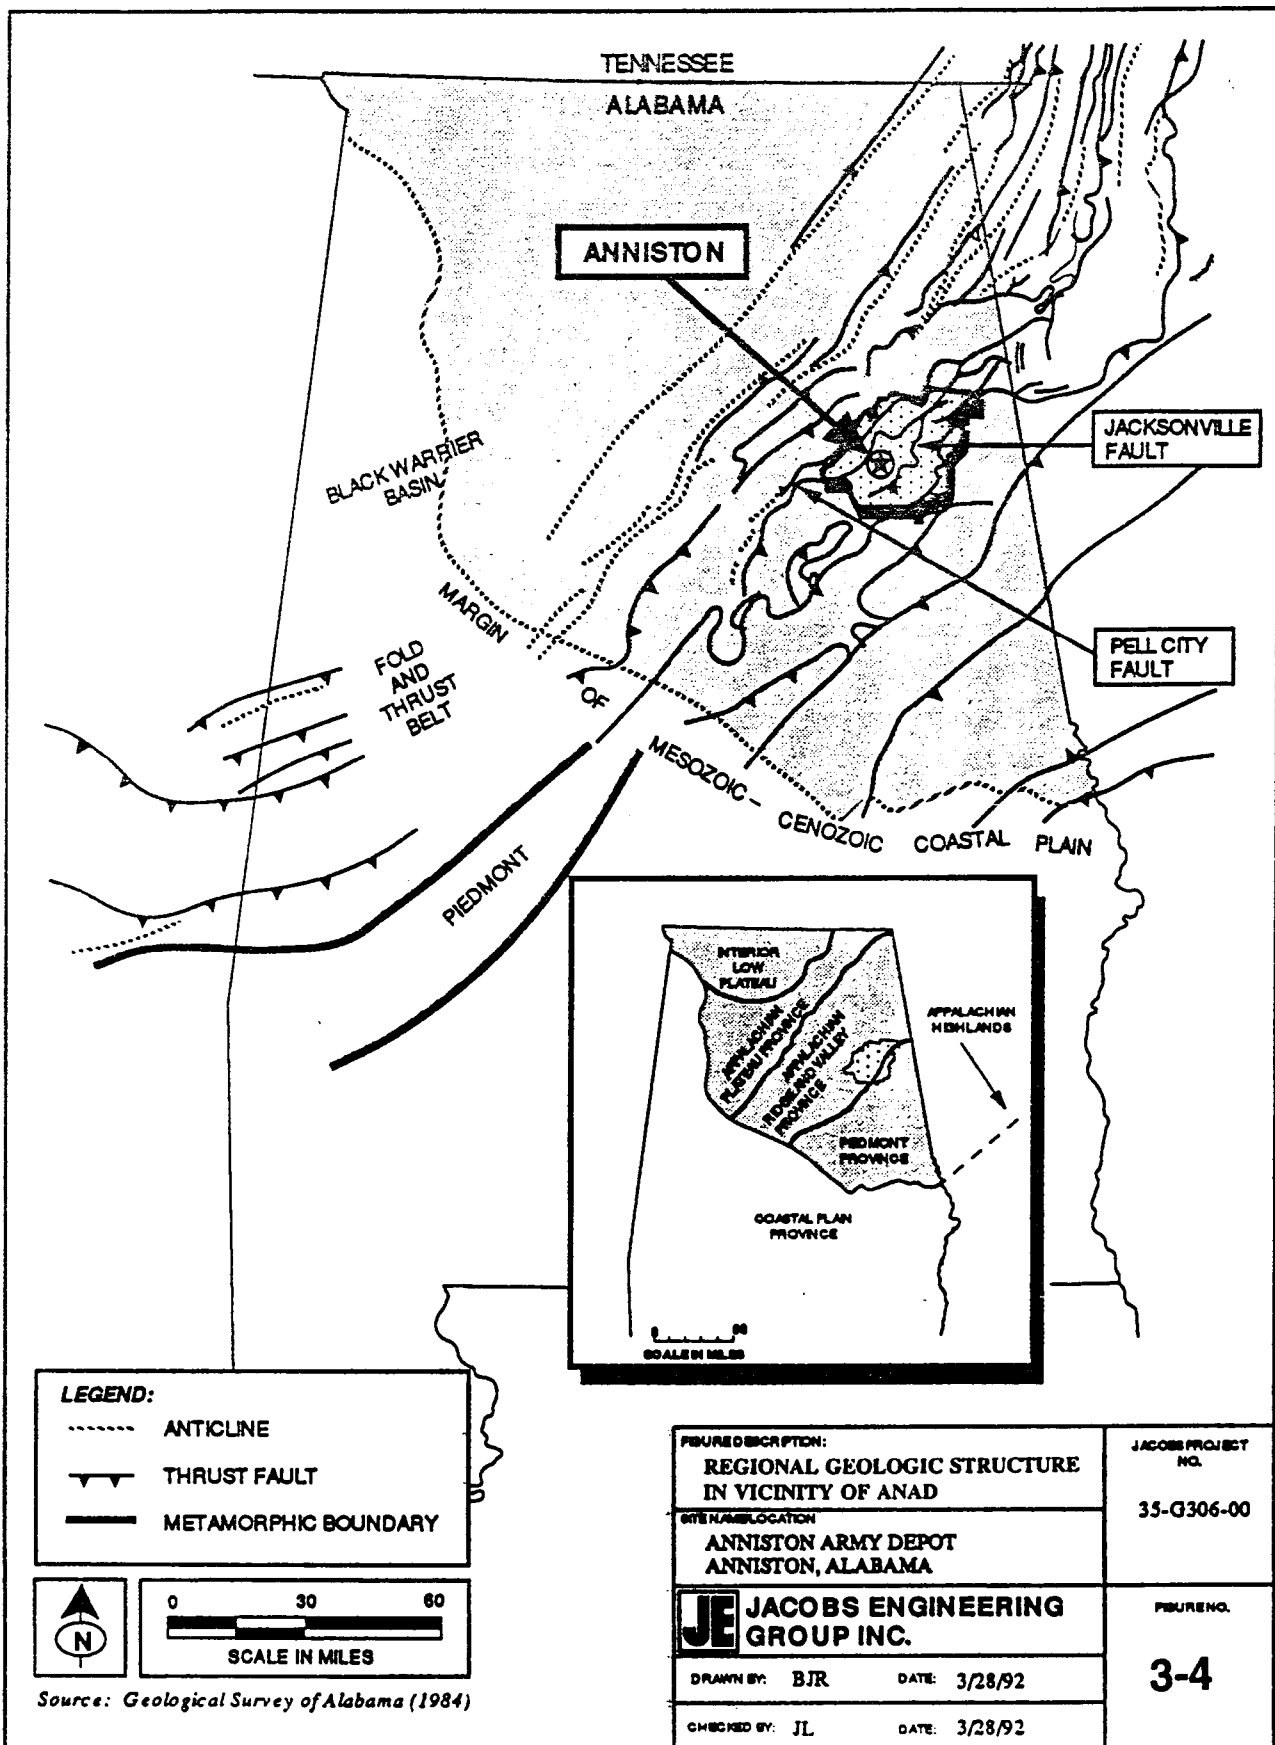 TENNESSEE
ALABAMA
ANNISTON
JACKSONVILLE
FAULT
BLACK WARRIER
BASIN
MARGIN
OF
MESOZOIC –
CENOZOIC
COASTAL
PLAIN
FOLD
AND
THRUST
BELT
PELL CITY
FAULT
PIEDMONT
INTERIOR
LOW
PLATEAU
APPALACHIAN
PLATEAU PROVINCE
APPALACHIAN
RIDGE AND VALLEY
PROVINCE
APPALACHIAN
HIGHLANDS
PIEDMONT
PROVINCE
COASTAL PLAN
PROVINCE
SCALE IN MILES
LEGEND:
ANTICLINE
THRUST FAULT
METAMORPHIC BOUNDARY
N
0 30 60
SCALE IN MILES
Source: Geological Survey of Alabama (1984)
FIGURE DESCRIPTION:
REGIONAL GEOLOGIC STRUCTURE
IN VICINITY OF ANAD
SITE NAME/LOCATION
ANNISTON ARMY DEPOT
ANNISTON, ALABAMA
JACOBS PROJECT
NO.
35-G306-00
JE JACOBS ENGINEERING
GROUP INC.
FIGURE NO.
3-4
DRAWN BY: BJR DATE: 3/28/92
CHECKED BY: JL DATE: 3/28/92